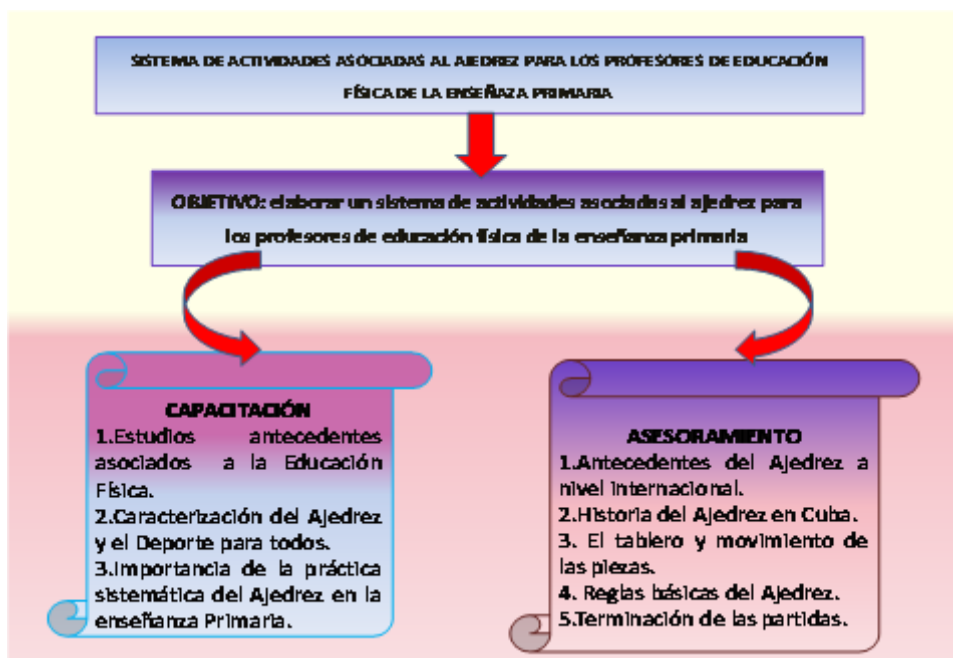 SISTEMA DE ACTIVIDADES ASOCIADAS AL AJEDREZ PARA LOS PROFESORES DE EDUCACIÓN
FÍSICA DE LA ENSEÑAZA PRIMARIA
OBJETIVO: elaborar un sistema de actividades asociadas al ajedrez para
los profesores de educación física de la enseñanza primaria
CAPACITACIÓN
1.Estudios antecedentes
asociados a la Educación
Física.
2.Caracterización del Ajedrez
y el Deporte para todos.
3.Importancia de la práctica
sistemática del Ajedrez en la
enseñanza Primaria.
ASESORAMIENTO
1.Antecedentes del Ajedrez a
nivel internacional.
2.Historia del Ajedrez en Cuba.
3. El tablero y movimiento de
las piezas.
4. Reglas básicas del Ajedrez.
5.Terminación de las partidas.